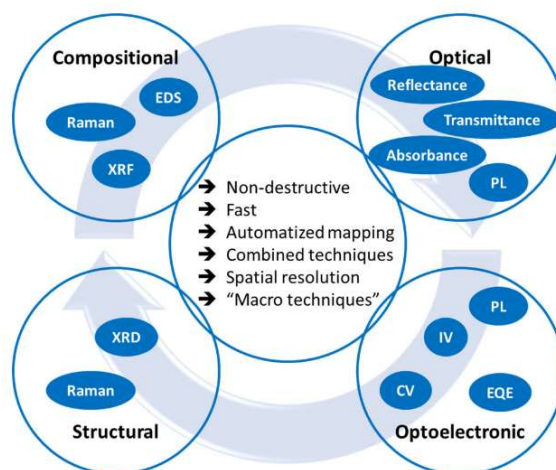 Compositional
EDS
Raman
XRF
Optical
Reflectance
Transmittance
Absorbance
PL
➔ Non-destructive
➔ Fast
➔ Automatized mapping
➔ Combined techniques
➔ Spatial resolution
➔ “Macro techniques”
XRD
Raman
Structural
PL
IV
CV
EQE
Optoelectronic